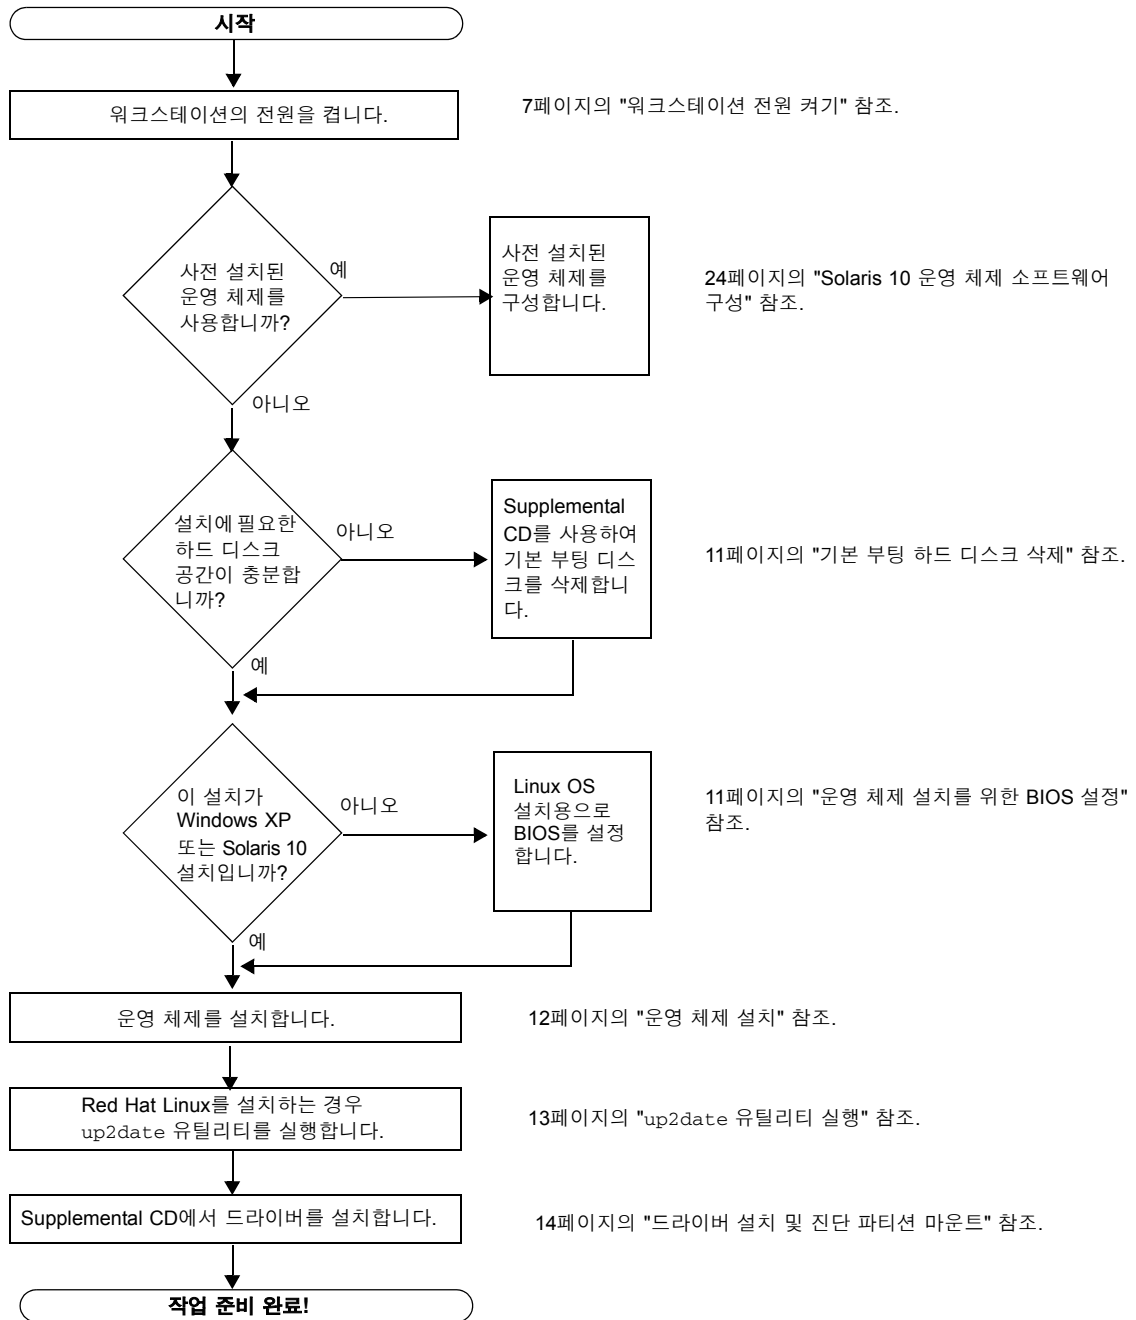 시작
워크스테이션의 전원을 켭니다.
7페이지의 "워크스테이션 전원 켜기" 참조.
사전 설치된
운영 체제를
사용합니까?
예
사전 설치된
운영 체제를
구성합니다.
24페이지의 "Solaris 10 운영 체제 소프트웨어
구성" 참조.
아니오
설치에 필요한
하드 디스크
공간이 충분합
니까?
아니오
Supplemental
CD를 사용하여
기본 부팅 디스
크를 삭제합니
다.
11페이지의 "기본 부팅 하드 디스크 삭제" 참조.
예
이 설치가
Windows XP
또는 Solaris 10
설치입니까?
아니오
Linux OS
설치용으로
BIOS를 설정
합니다.
11페이지의 "운영 체제 설치를 위한 BIOS 설정"
참조.
예
운영 체제를 설치합니다.
12페이지의 "운영 체제 설치" 참조.
Red Hat Linux를 설치하는 경우
up2date 유틸리티를 실행합니다.
13페이지의 "up2date 유틸리티 실행" 참조.
Supplemental CD에서 드라이버를 설치합니다.
14페이지의 "드라이버 설치 및 진단 파티션 마운트" 참조.
작업 준비 완료!